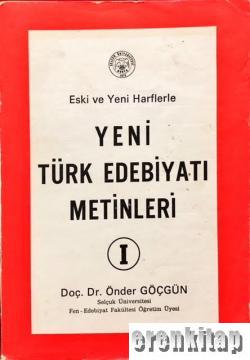 Eski ve Yeni Harflerle
YENİ
TÜRK EDEBİYATI
METİNLERİ
I
Doç. Dr. Önder GÖÇGÜN
Selçuk Üniversitesi
Fen - Edebiyat Fakültesi Öğretim Üyesi
erenkitap